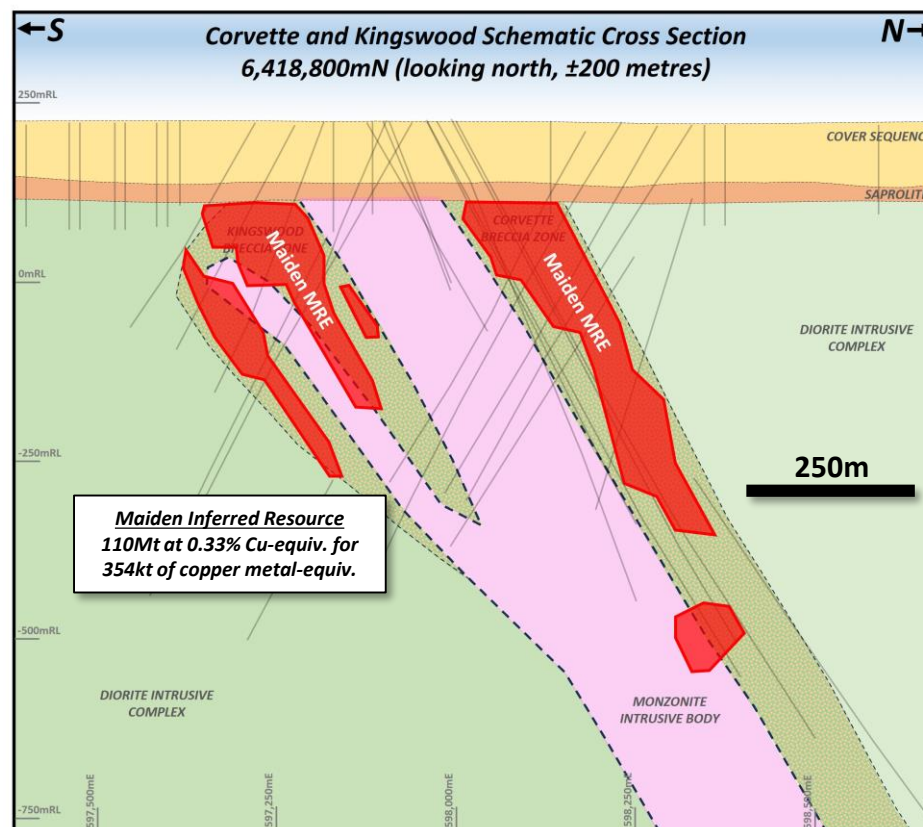 ←S
Corvette and Kingswood Schematic Cross Section
N→
6,418,800mN (looking north, ±200 metres)
250mRL
COVER SEQUENC
SAPROLIT
KINGSWOOD
BRECCIA ZONE
CORVETTE
BRECCIA ZONE
Maiden MRE
Maiden MRE
0mRL
DIORITE INTRUSIVE
COMPLEX
-250mRL
250m
Maiden Inferred Resource
110Mt at 0.33% Cu-equiv. for
354kt of copper metal-equiv.
-500mRL
DIORITE INTRUSIVE
COMPLEX
MONZONITE
INTRUSIVE BODY
-750mRL
597,500mE
597,250mE
598,000mE
598,250mE
598,500mE